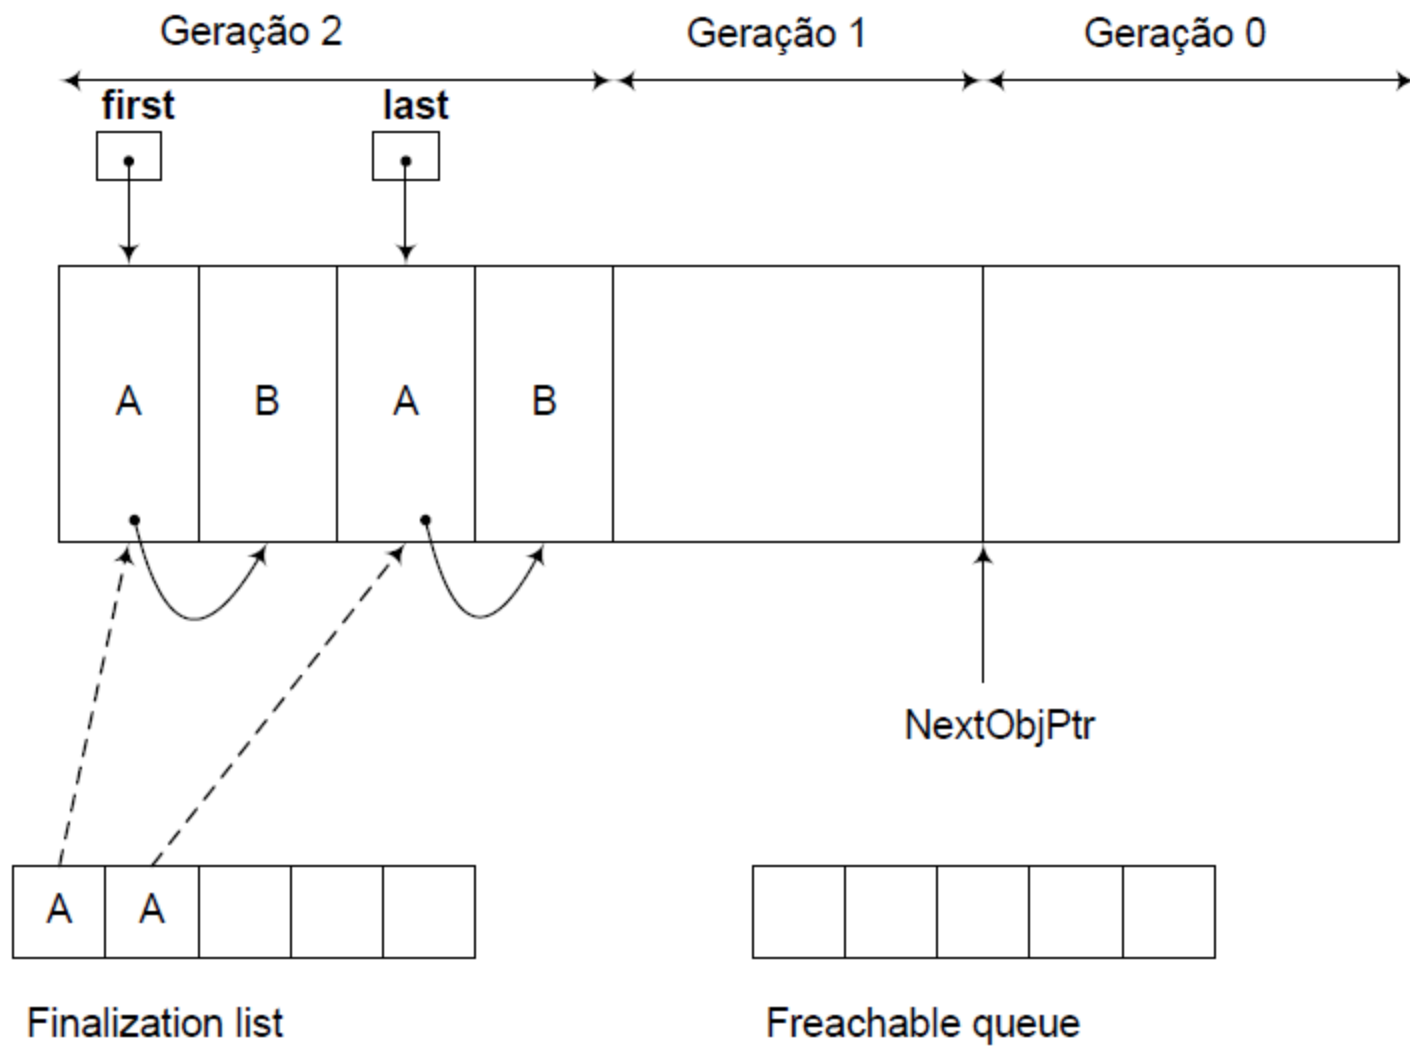 Geração 2
Geração 1
Geração 0
first
last
A
B
A
B
NextObjPtr
A
A
Finalization list
Freachable queue